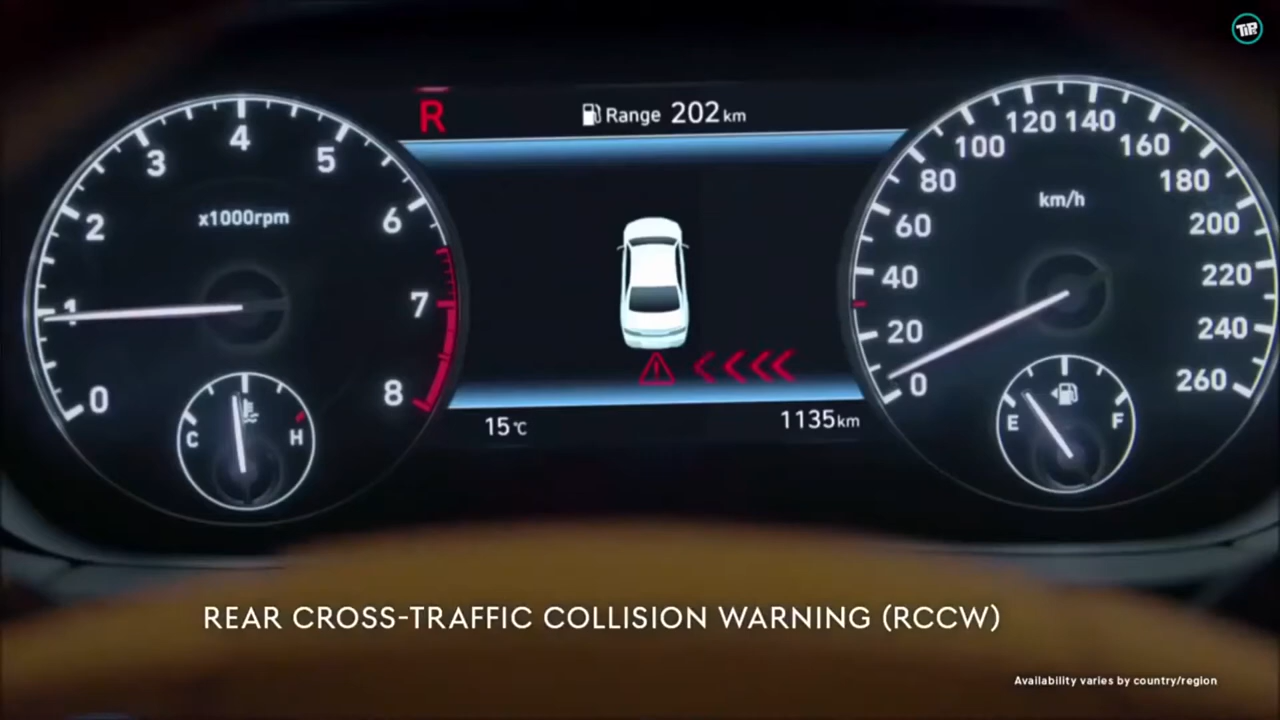 TiR
R
Range 202 km
x1000rpm
0
1
2
3
4
5
6
7
8
C
H
km/h
0
20
40
60
80
100
120
140
160
180
200
220
240
260
E
F
15℃
1135km
REAR CROSS-TRAFFIC COLLISION WARNING (RCCW)
Availability varies by country/region